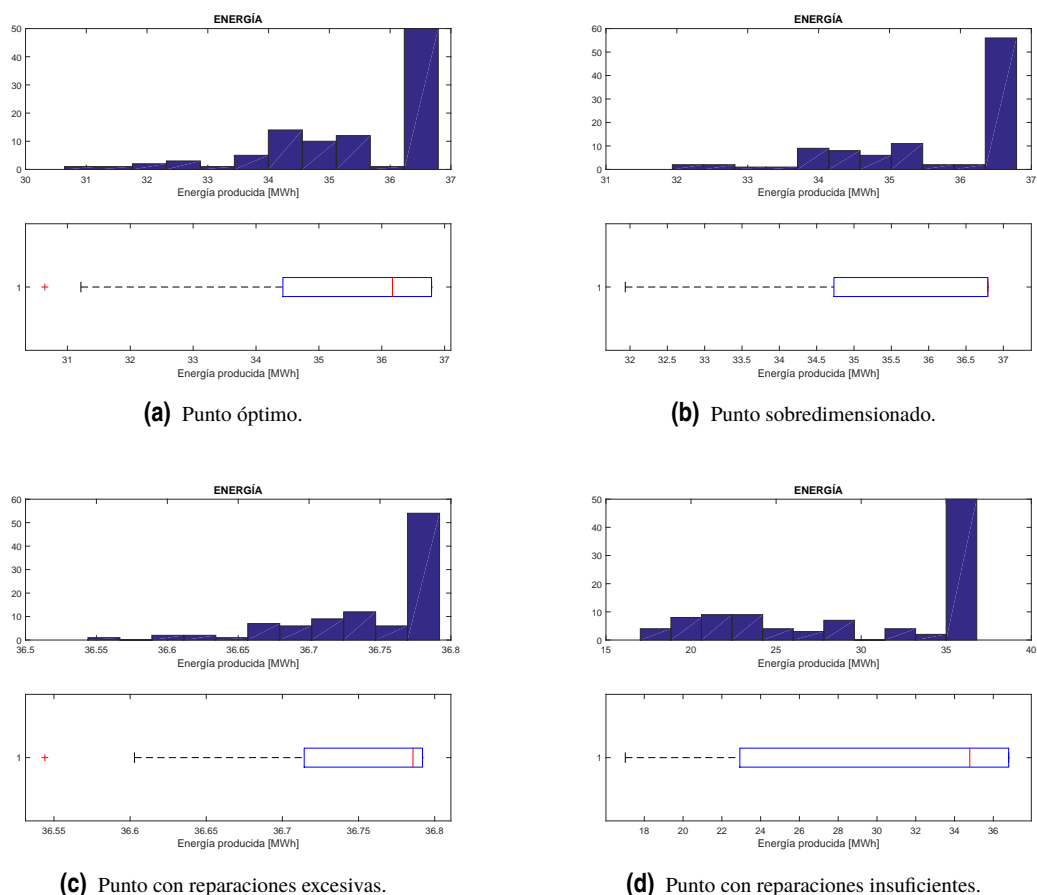 ENERGÍA
60
50
40
30
20
10
0
30 31 32 33 34 35 36 37
Energía producida [MWh]
1
31 32 33 34 35 36 37
Energía producida [MWh]
(a) Punto óptimo.
ENERGÍA
60
50
40
30
20
10
0
31 32 33 34 35 36 37
Energía producida [MWh]
1
32 32.5 33 33.5 34 34.5 35 35.5 36 36.5 37
Energía producida [MWh]
(b) Punto sobredimensionado.
ENERGÍA
60
50
40
30
20
10
0
36.5 36.55 36.6 36.65 36.7 36.75 36.8
Energía producida [MWh]
1
36.55 36.6 36.65 36.7 36.75 36.8
Energía producida [MWh]
(c) Punto con reparaciones excesivas.
ENERGÍA
50
40
30
20
10
0
15 20 25 30 35 40
Energía producida [MWh]
1
18 20 22 24 26 28 30 32 34 36
Energía producida [MWh]
(d) Punto con reparaciones insuficientes.